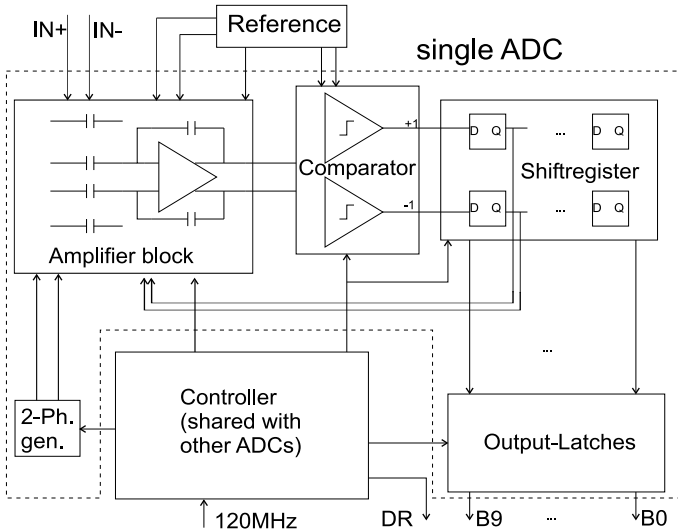 IN+ IN- Reference
single ADC
+1
D Q ... D Q
Comparator
Shiftregister
-1
D Q ... D Q
Amplifier block
...
Controller
(shared with
other ADCs)
2-Ph.
gen.
Output-Latches
120MHz DR B9 ... B0